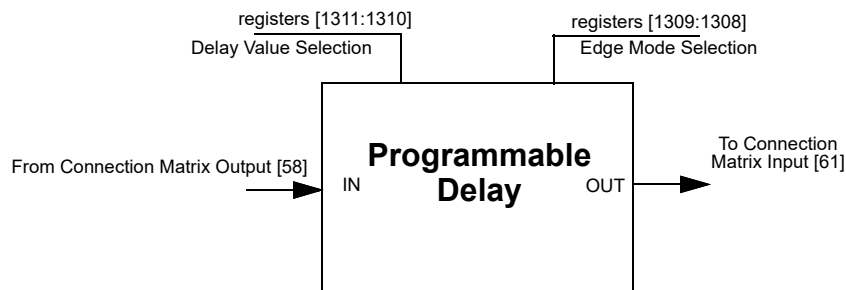 registers [1311:1310]
Delay Value Selection
registers [1309:1308]
Edge Mode Selection
From Connection Matrix Output [58]
IN
Programmable
Delay
OUT
To Connection
Matrix Input [61]